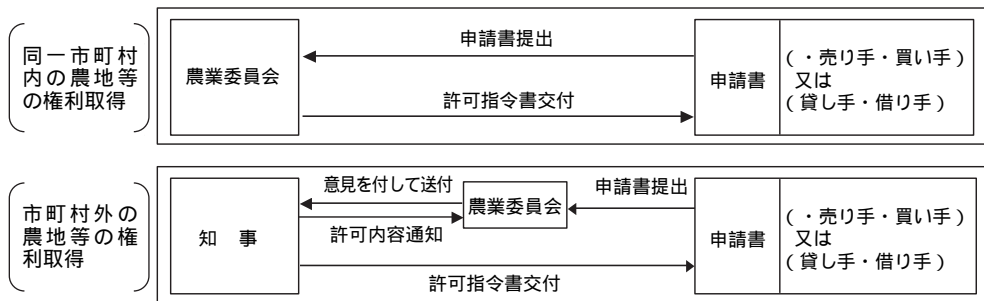 同一市町村
内の農地等
の権利取得
農業委員会
申請書提出
許可指令書交付
申請書
(・売り手・買い手)
又は
(貸し手・借り手)
市町村外の
農地等の権
利取得
知 事
意見を付して送付
許可内容通知
農業委員会
申請書提出
許可指令書交付
申請書
(・売り手・買い手)
又は
(貸し手・借り手)